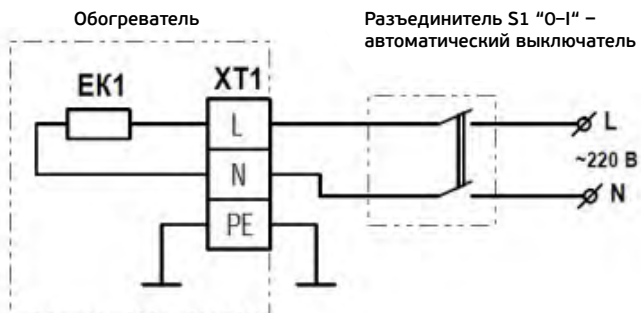 Обогреватель
Разъединитель S1 "0–I" –
автоматический выключатель
EK1
XT1
L
N
PE
L
~220 В
N